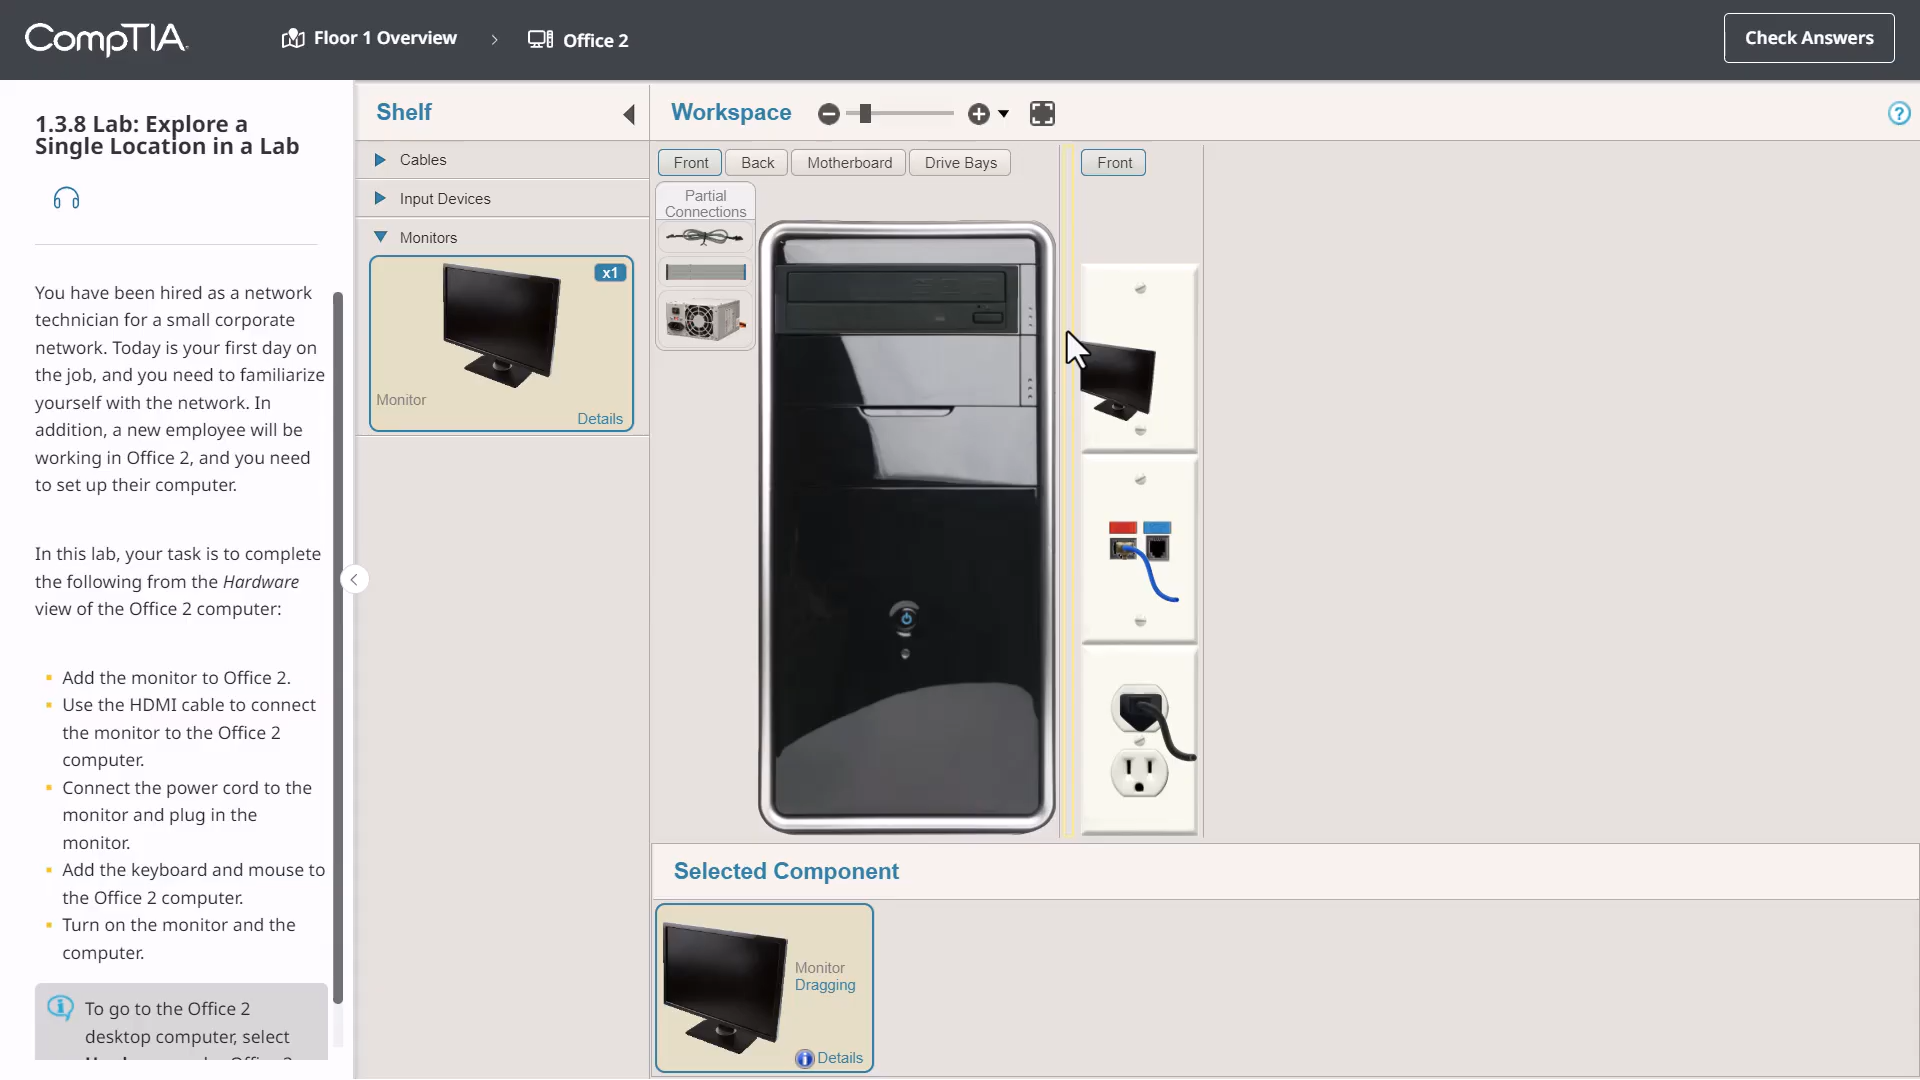 CompTIA
Floor 1 Overview
Office 2
Check Answers
1.3.8 Lab: Explore a
Single Location in a Lab
You have been hired as a network
technician for a small corporate
network. Today is your first day on
the job, and you need to familiarize
yourself with the network. In
addition, a new employee will be
working in Office 2, and you need
to set up their computer.
In this lab, your task is to complete
the following from the Hardware
view of the Office 2 computer:
Add the monitor to Office 2.
Use the HDMI cable to connect
the monitor to the Office 2
computer.
Connect the power cord to the
monitor and plug in the
monitor.
Add the keyboard and mouse to
the Office 2 computer.
Turn on the monitor and the
computer.
To go to the Office 2
desktop computer, select
Shelf
Cables
Input Devices
Monitors
x1
Monitor
Details
Workspace
?
Front
Back
Motherboard
Drive Bays
Partial
Connections
Front
Selected Component
Monitor
Dragging
Details